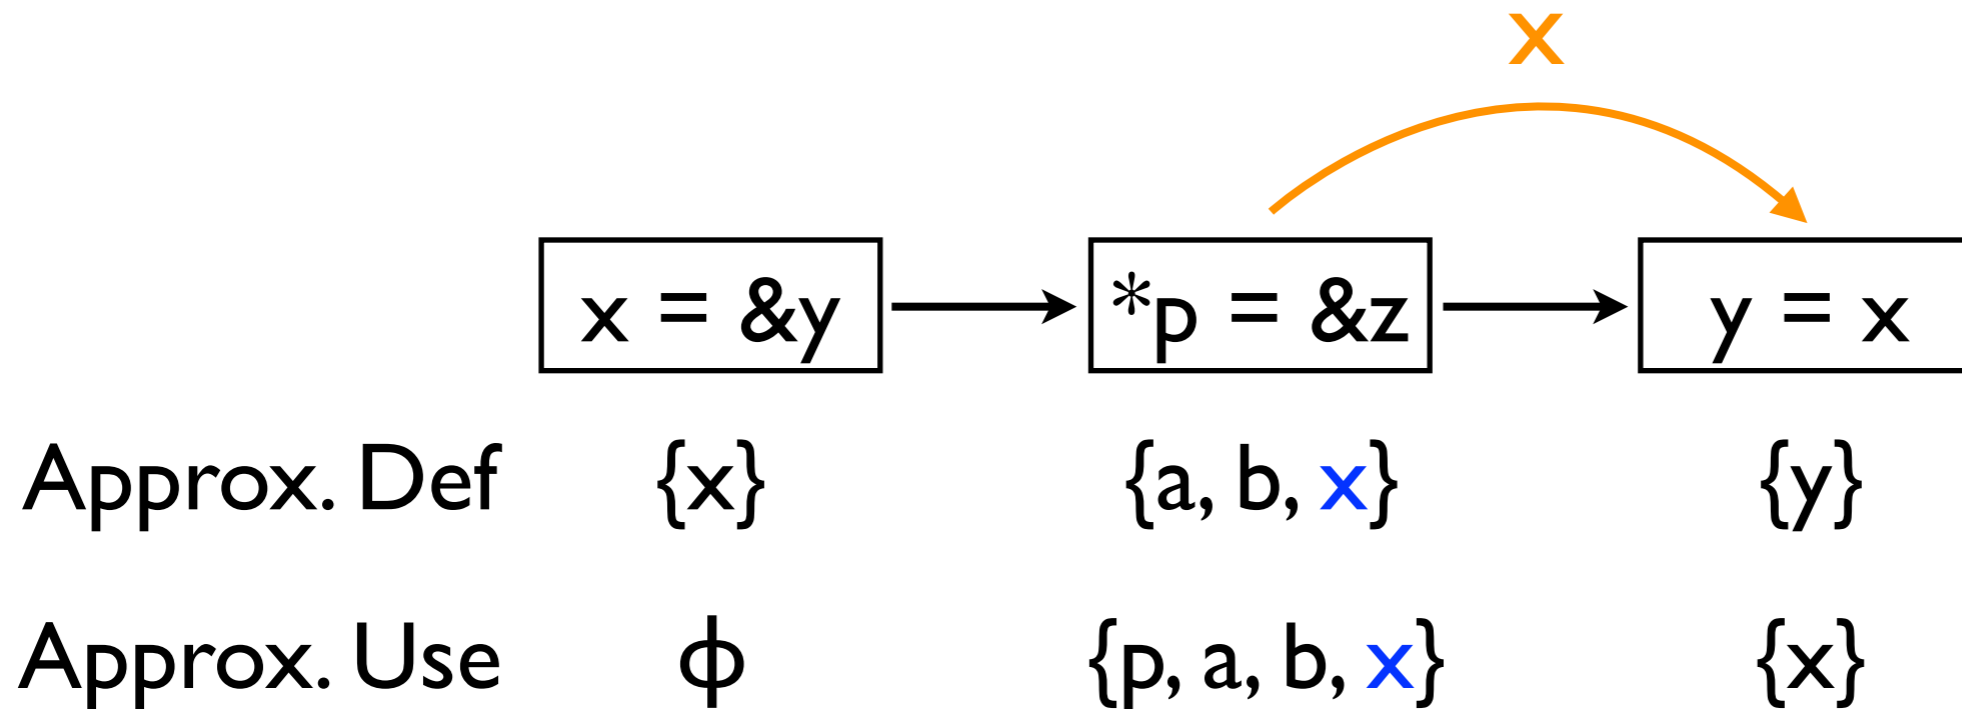 x
x = &y *p = &z y = x
Approx. Def {x} {a, b, x} {y}
Approx. Use ϕ {p, a, b, x} {x}